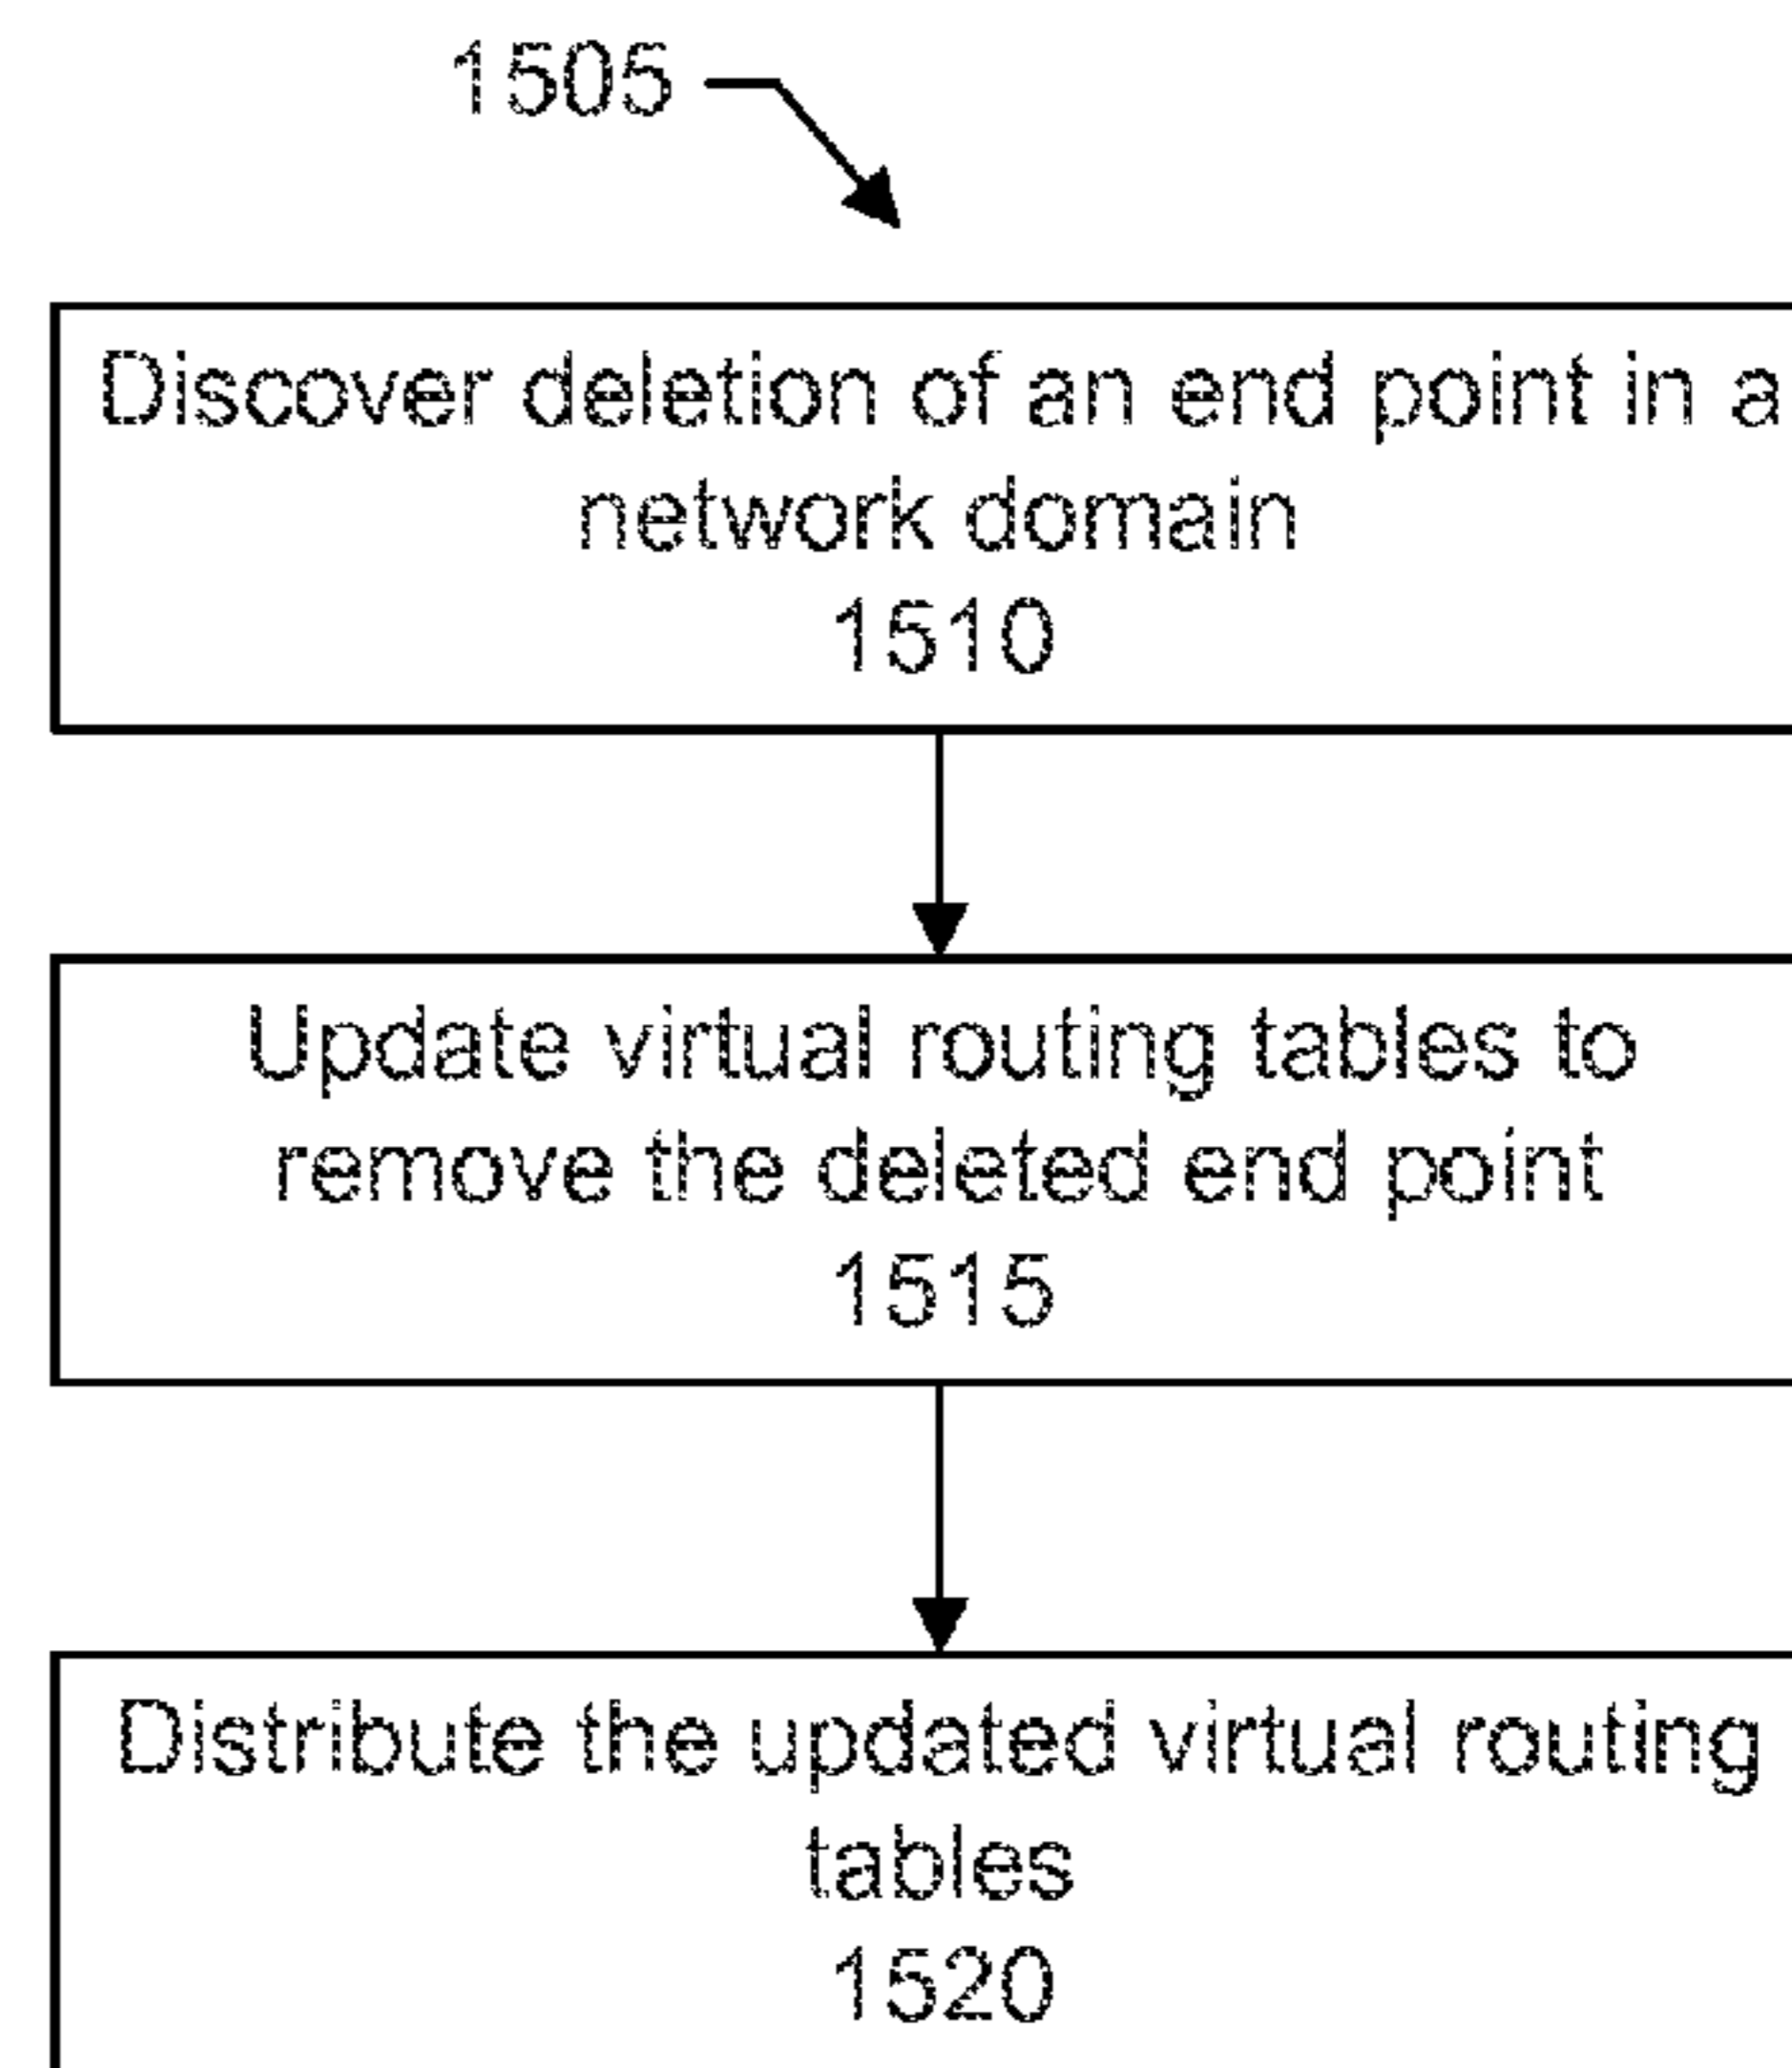 1505
Discover deletion of an end point in a
network domain
1510
Update virtual routing tables to
remove the deleted end point
1515
Distribute the updated virtual routing
tables
1520